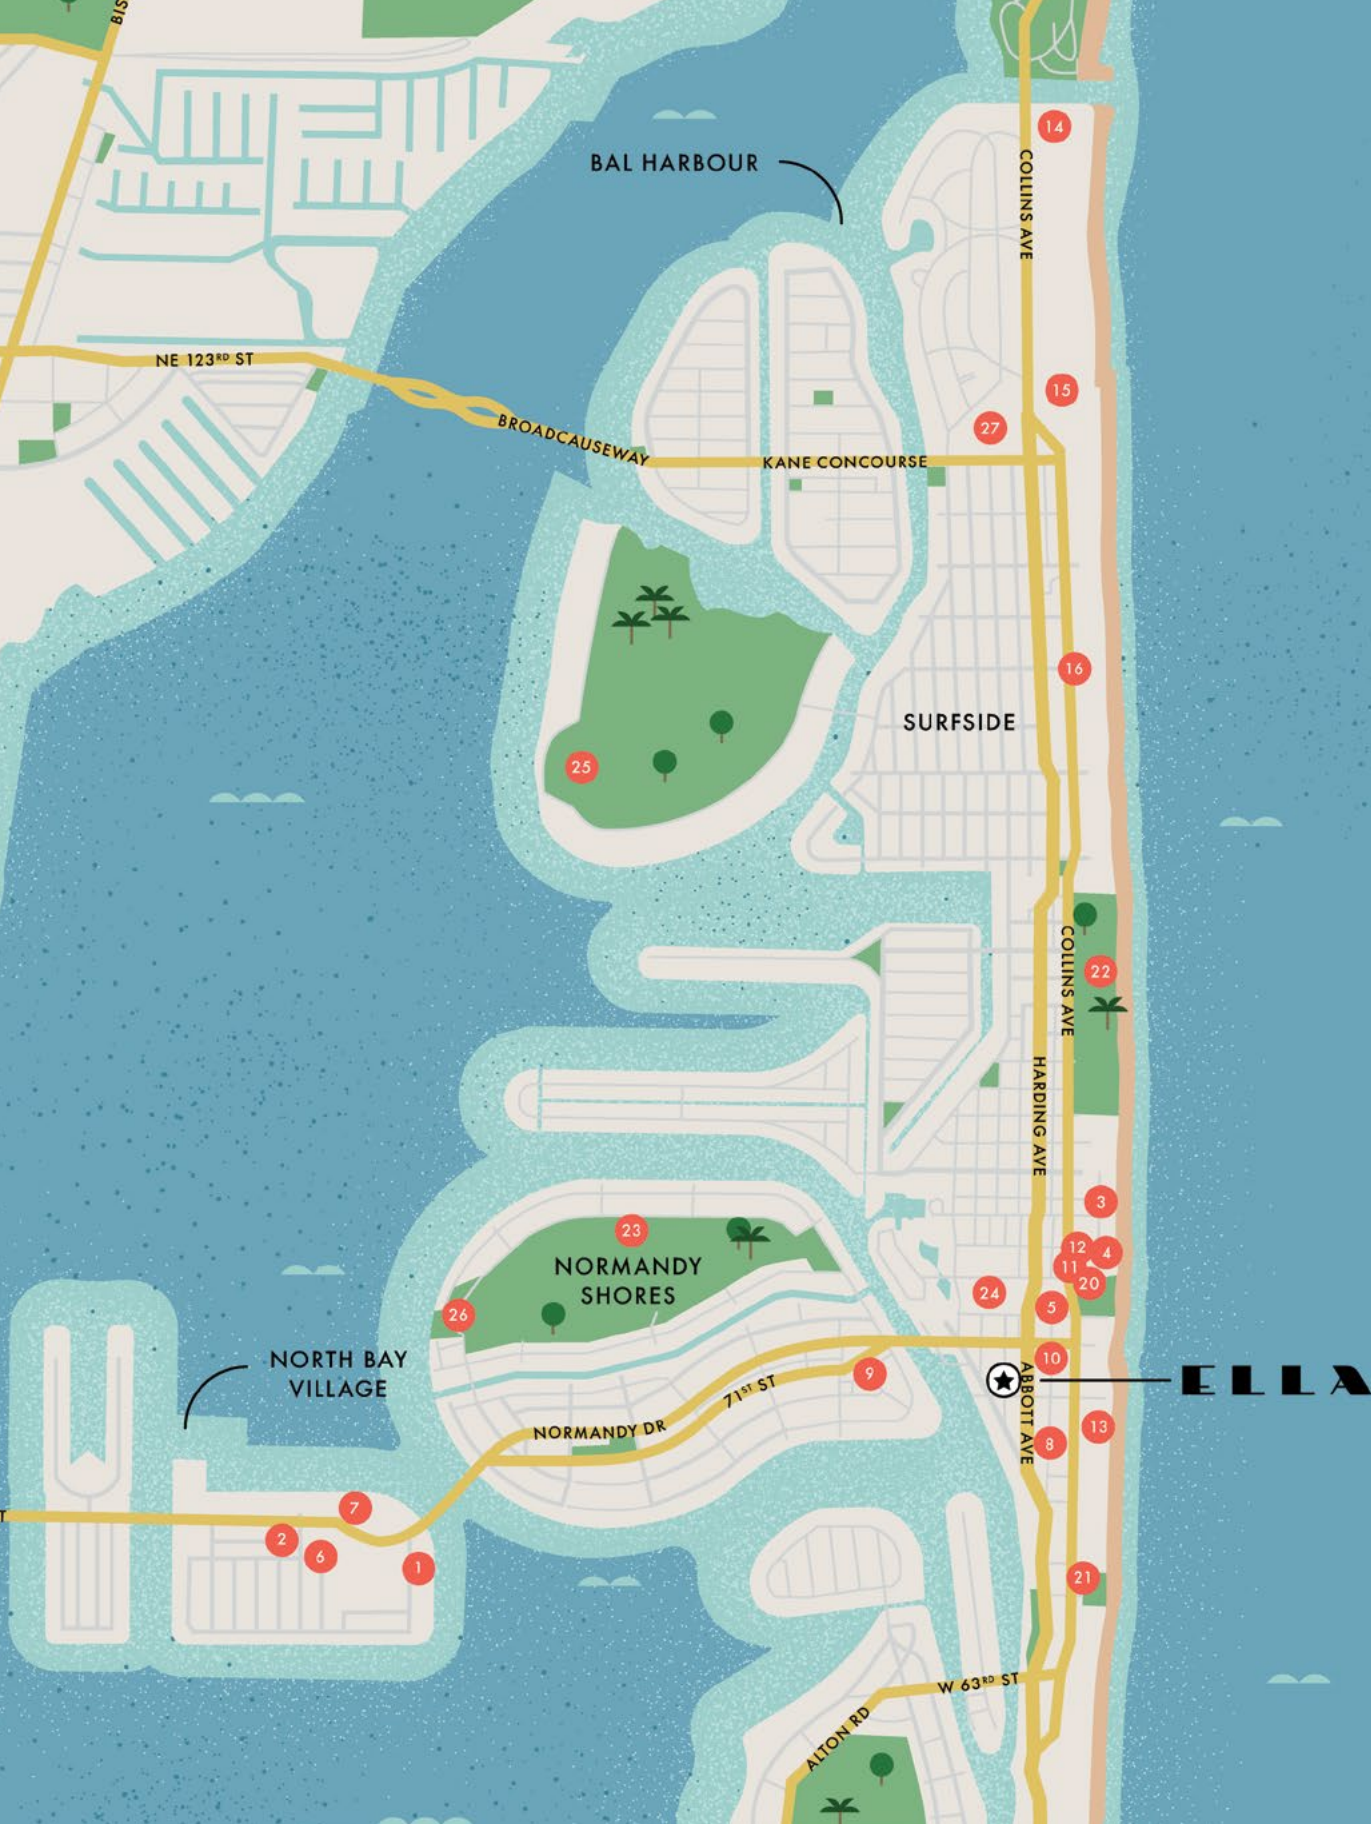 BIS
14
BAL HARBOUR
COLLINS AVE
NE 123RD ST
15
BROADCAUSEWAY
27
KANE CONCOURSE
16
SURFSIDE
25
COLLINS AVE
22
HARDING AVE
3
23
12
4
NORMANDY
SHORES
11
20
24
5
26
NORTH BAY
VILLAGE
10
9
71ST ST
ABBOTT AVE
ELLA
NORMANDY DR
13
8
7
T
2
6
1
21
W 63RD ST
ALTON RD